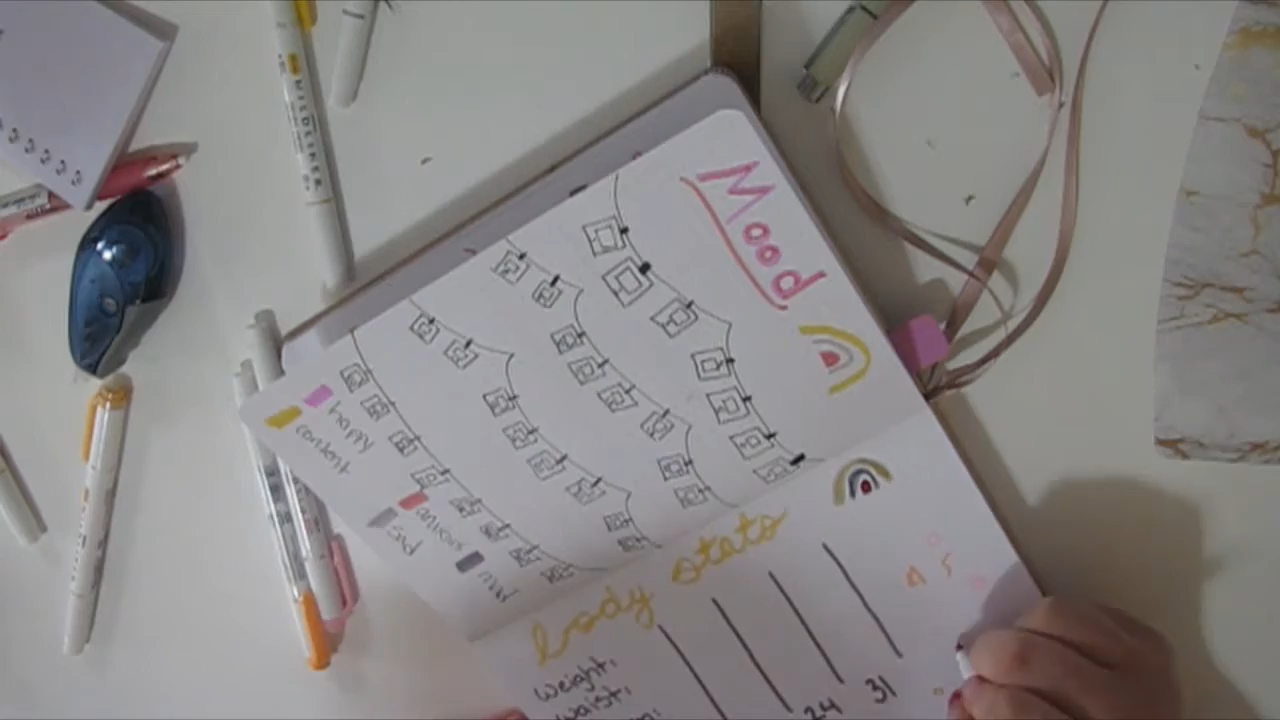 MILDLINER
Mood
happy
content
anxious
sad
mad
body stats
Weight:
waist:
24 31